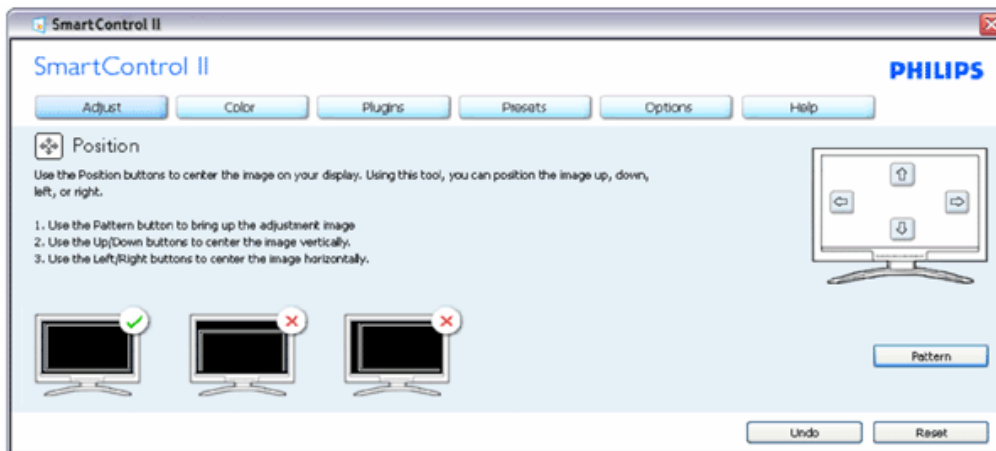 SmartControl II
SmartControl II
PHILIPS
Adjust Color Plugins Presets Options Help
Position
Use the Position buttons to center the image on your display. Using this tool, you can position the image up, down,
left, or right.
1. Use the Pattern button to bring up the adjustment image
2. Use the Up/Down buttons to center the image vertically.
3. Use the Left/Right buttons to center the image horizontally.
Pattern
Undo Reset